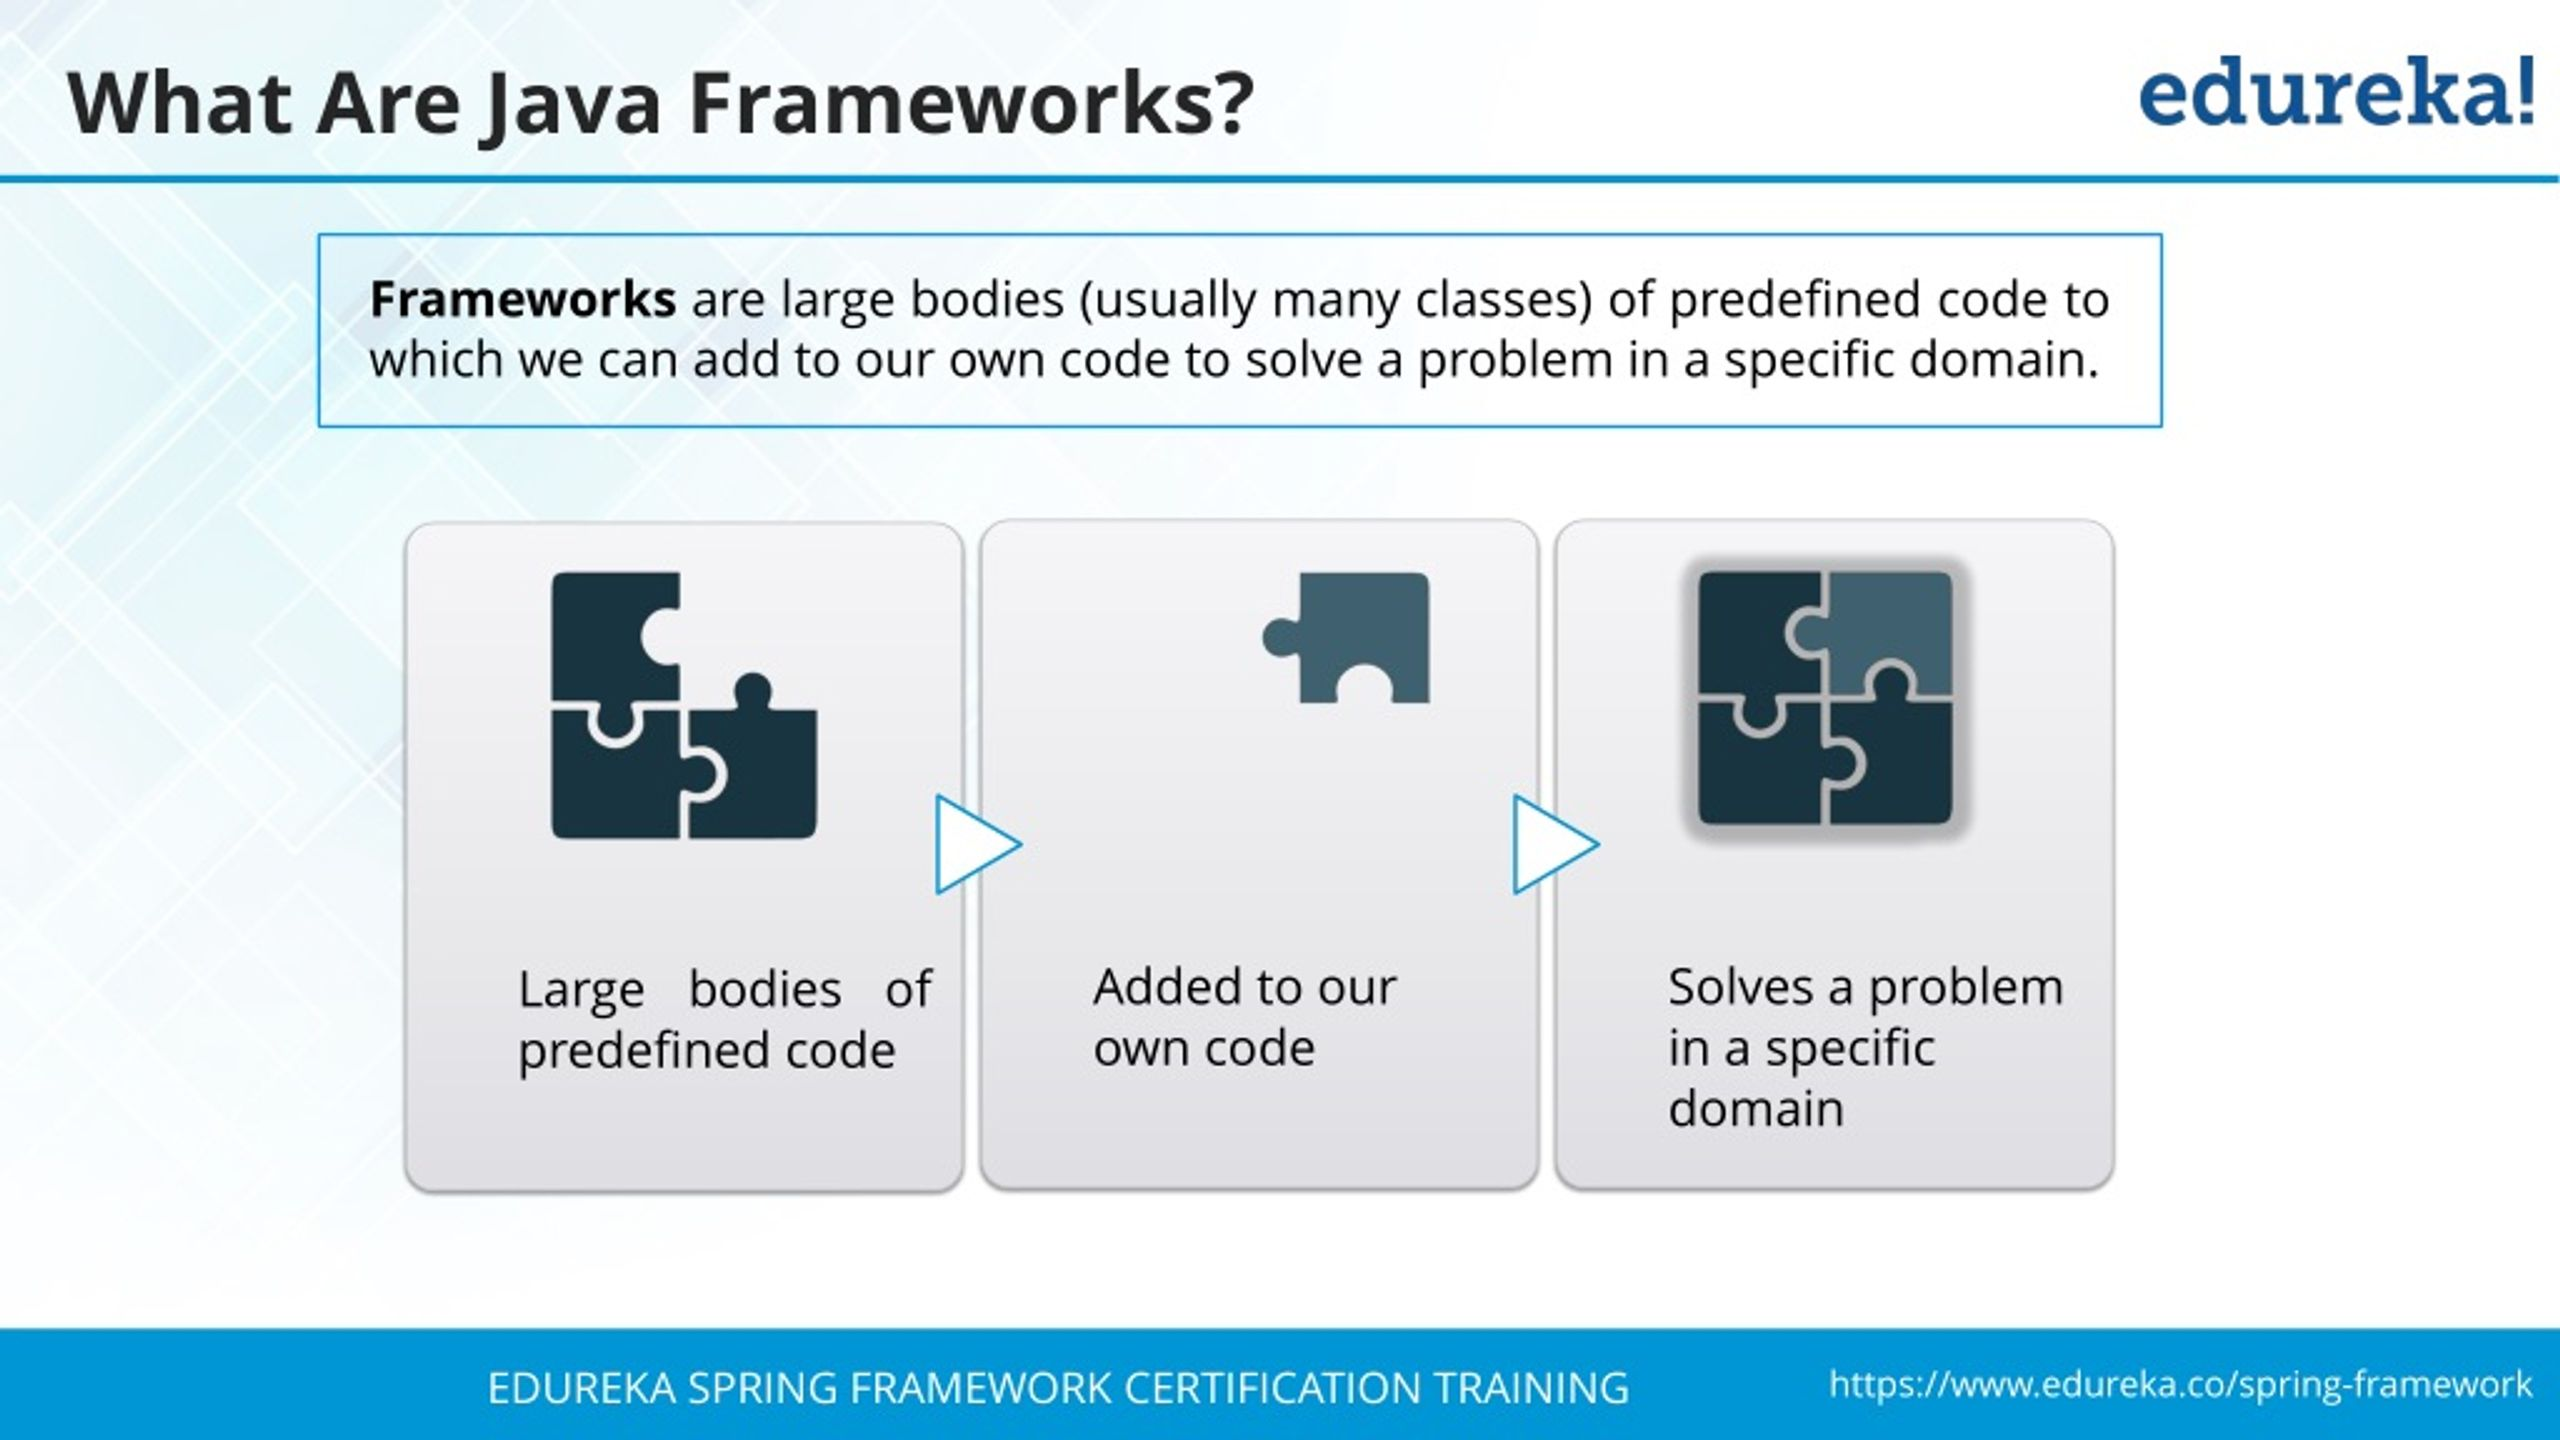 What Are Java Frameworks?
edureka!
Frameworks are large bodies (usually many classes) of predefined code to
which we can add to our own code to solve a problem in a specific domain.
Large bodies of
predefined code
Added to our
own code
Solves a problem
in a specific
domain
EDUREKA SPRING FRAMEWORK CERTIFICATION TRAINING
https://www.edureka.co/spring-framework